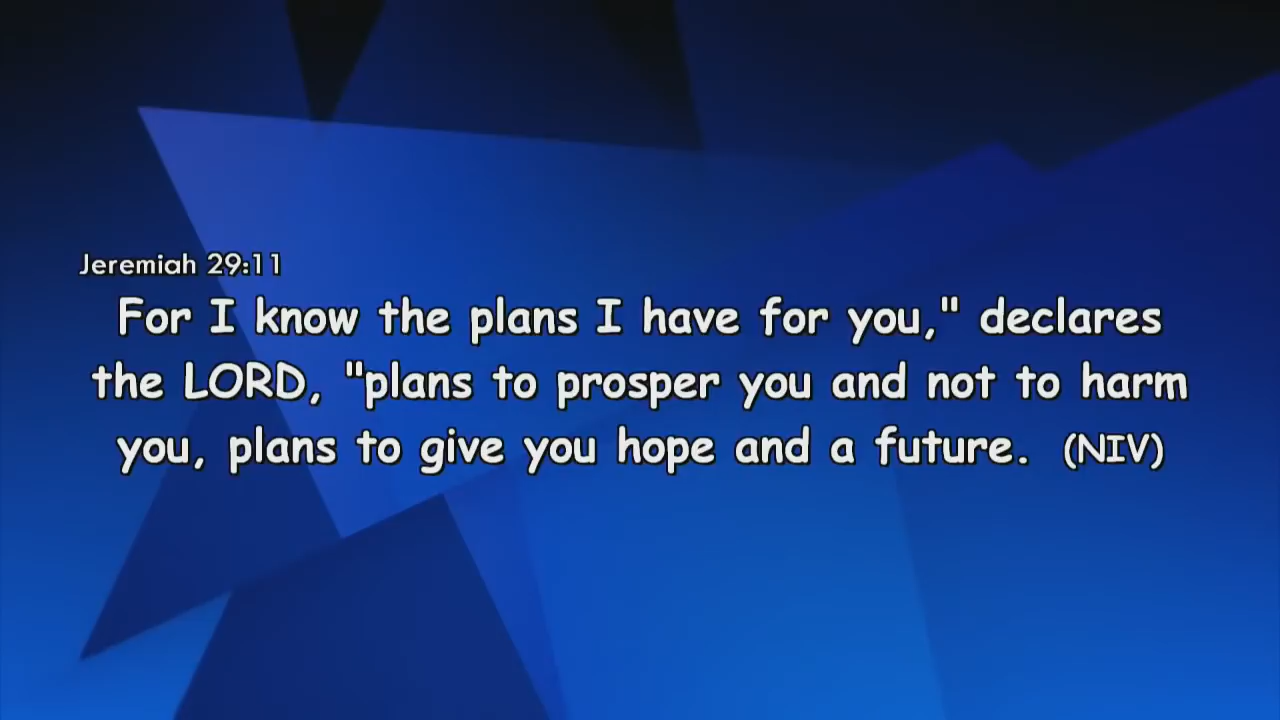 Jeremiah 29:11
For I know the plans I have for you," declares
the LORD, "plans to prosper you and not to harm
you, plans to give you hope and a future. (NIV)